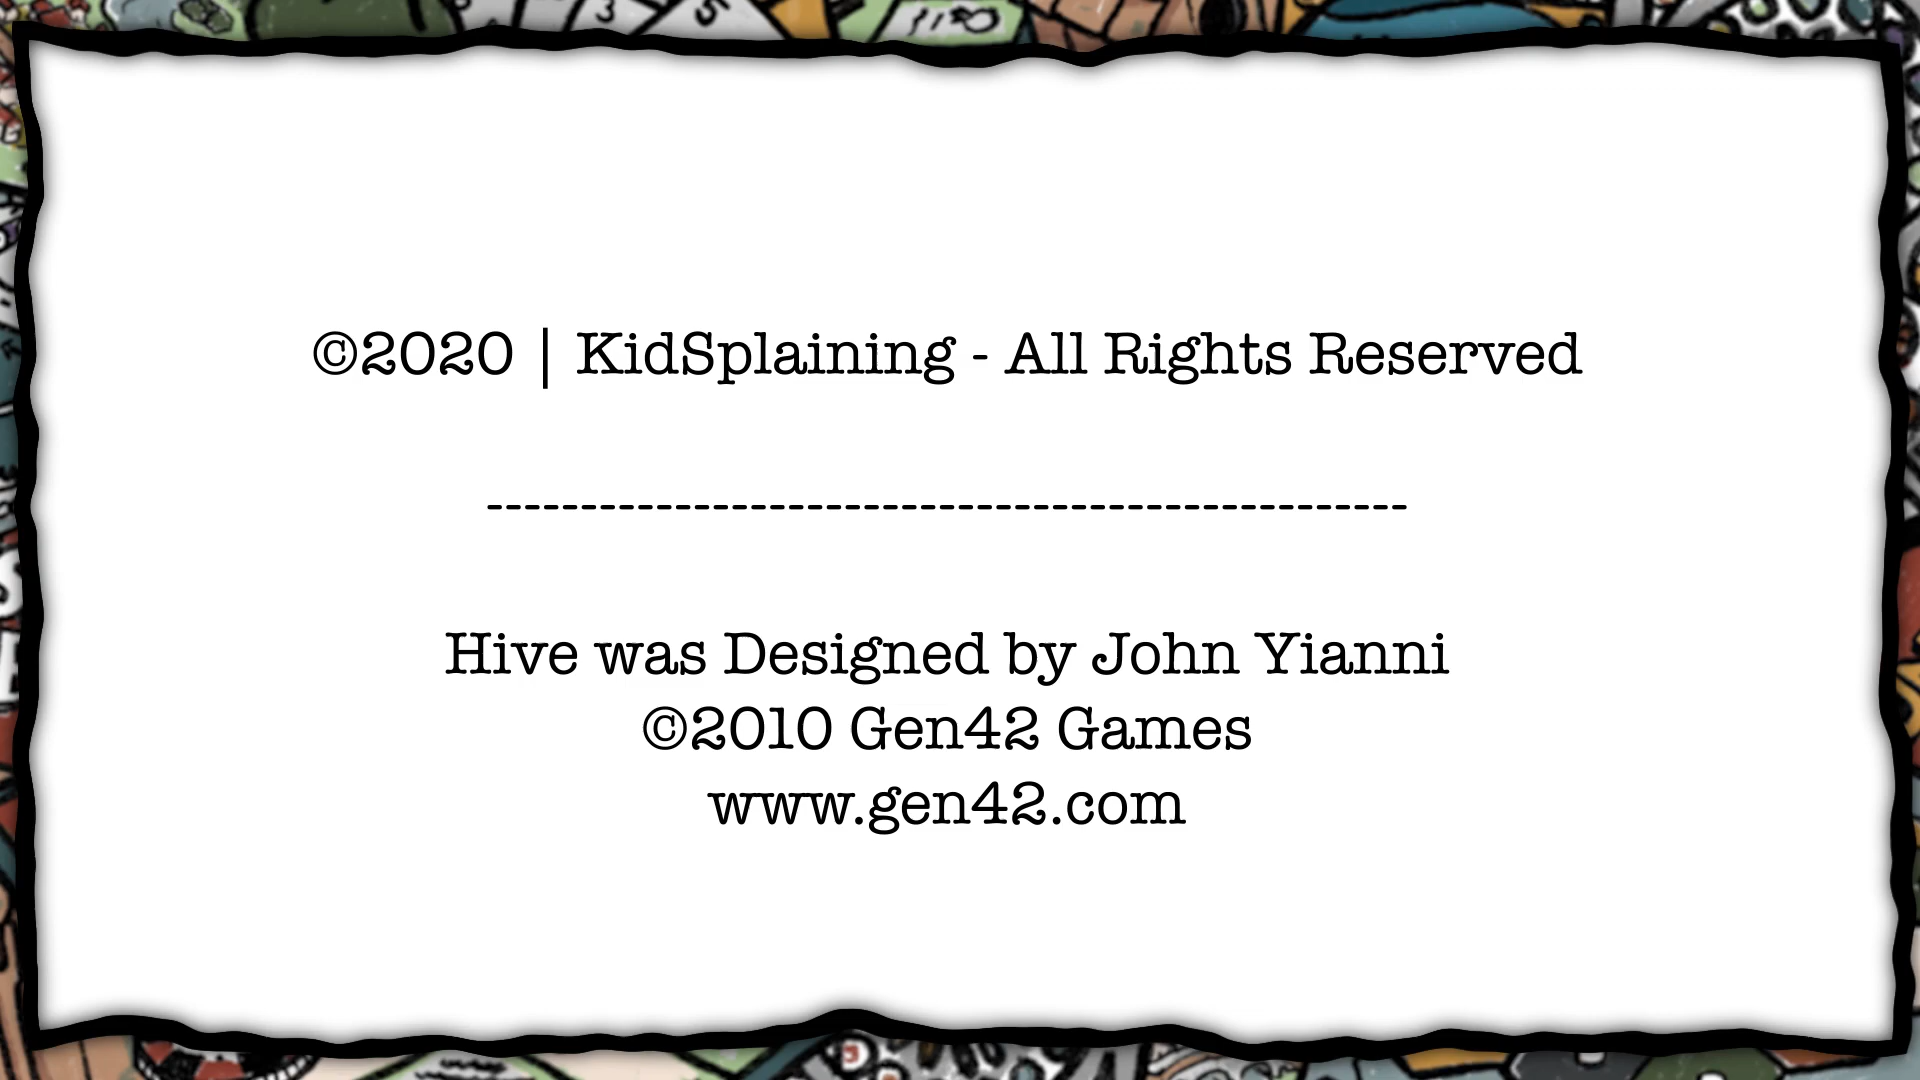 ©2020 | KidSplaining - All Rights Reserved
-------------------------------------------------
Hive was Designed by John Yianni
©2010 Gen42 Games
www.gen42.com